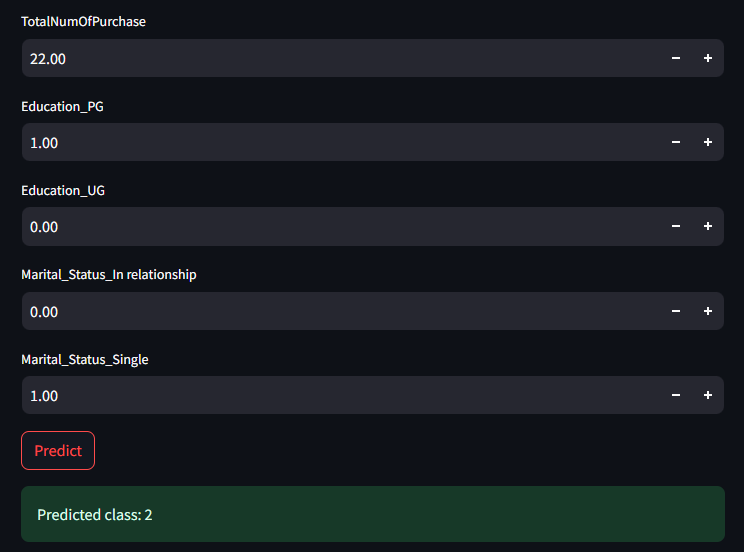 TotalNumOfPurchase
22.00
Education_PG
1.00
Education_UG
0.00
Marital_Status_In relationship
0.00
Marital_Status_Single
1.00
Predict
Predicted class: 2